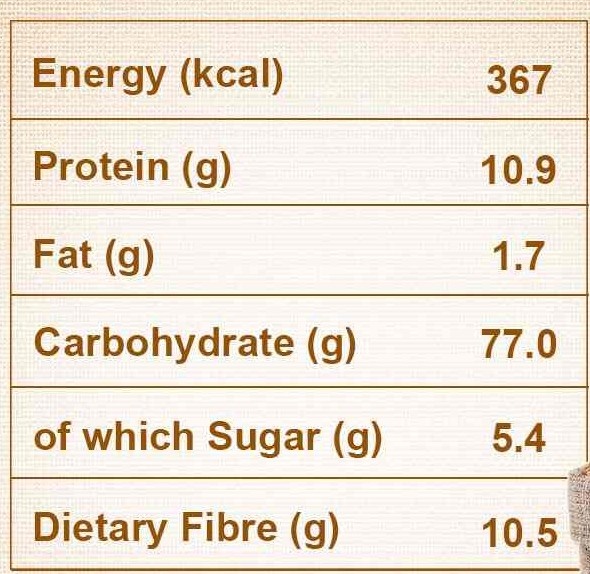 Energy (kcal) 367
Protein (g) 10.9
Fat (g) 1.7
Carbohydrate (g) 77.0
of which Sugar (g) 5.4
Dietary Fibre (g) 10.5